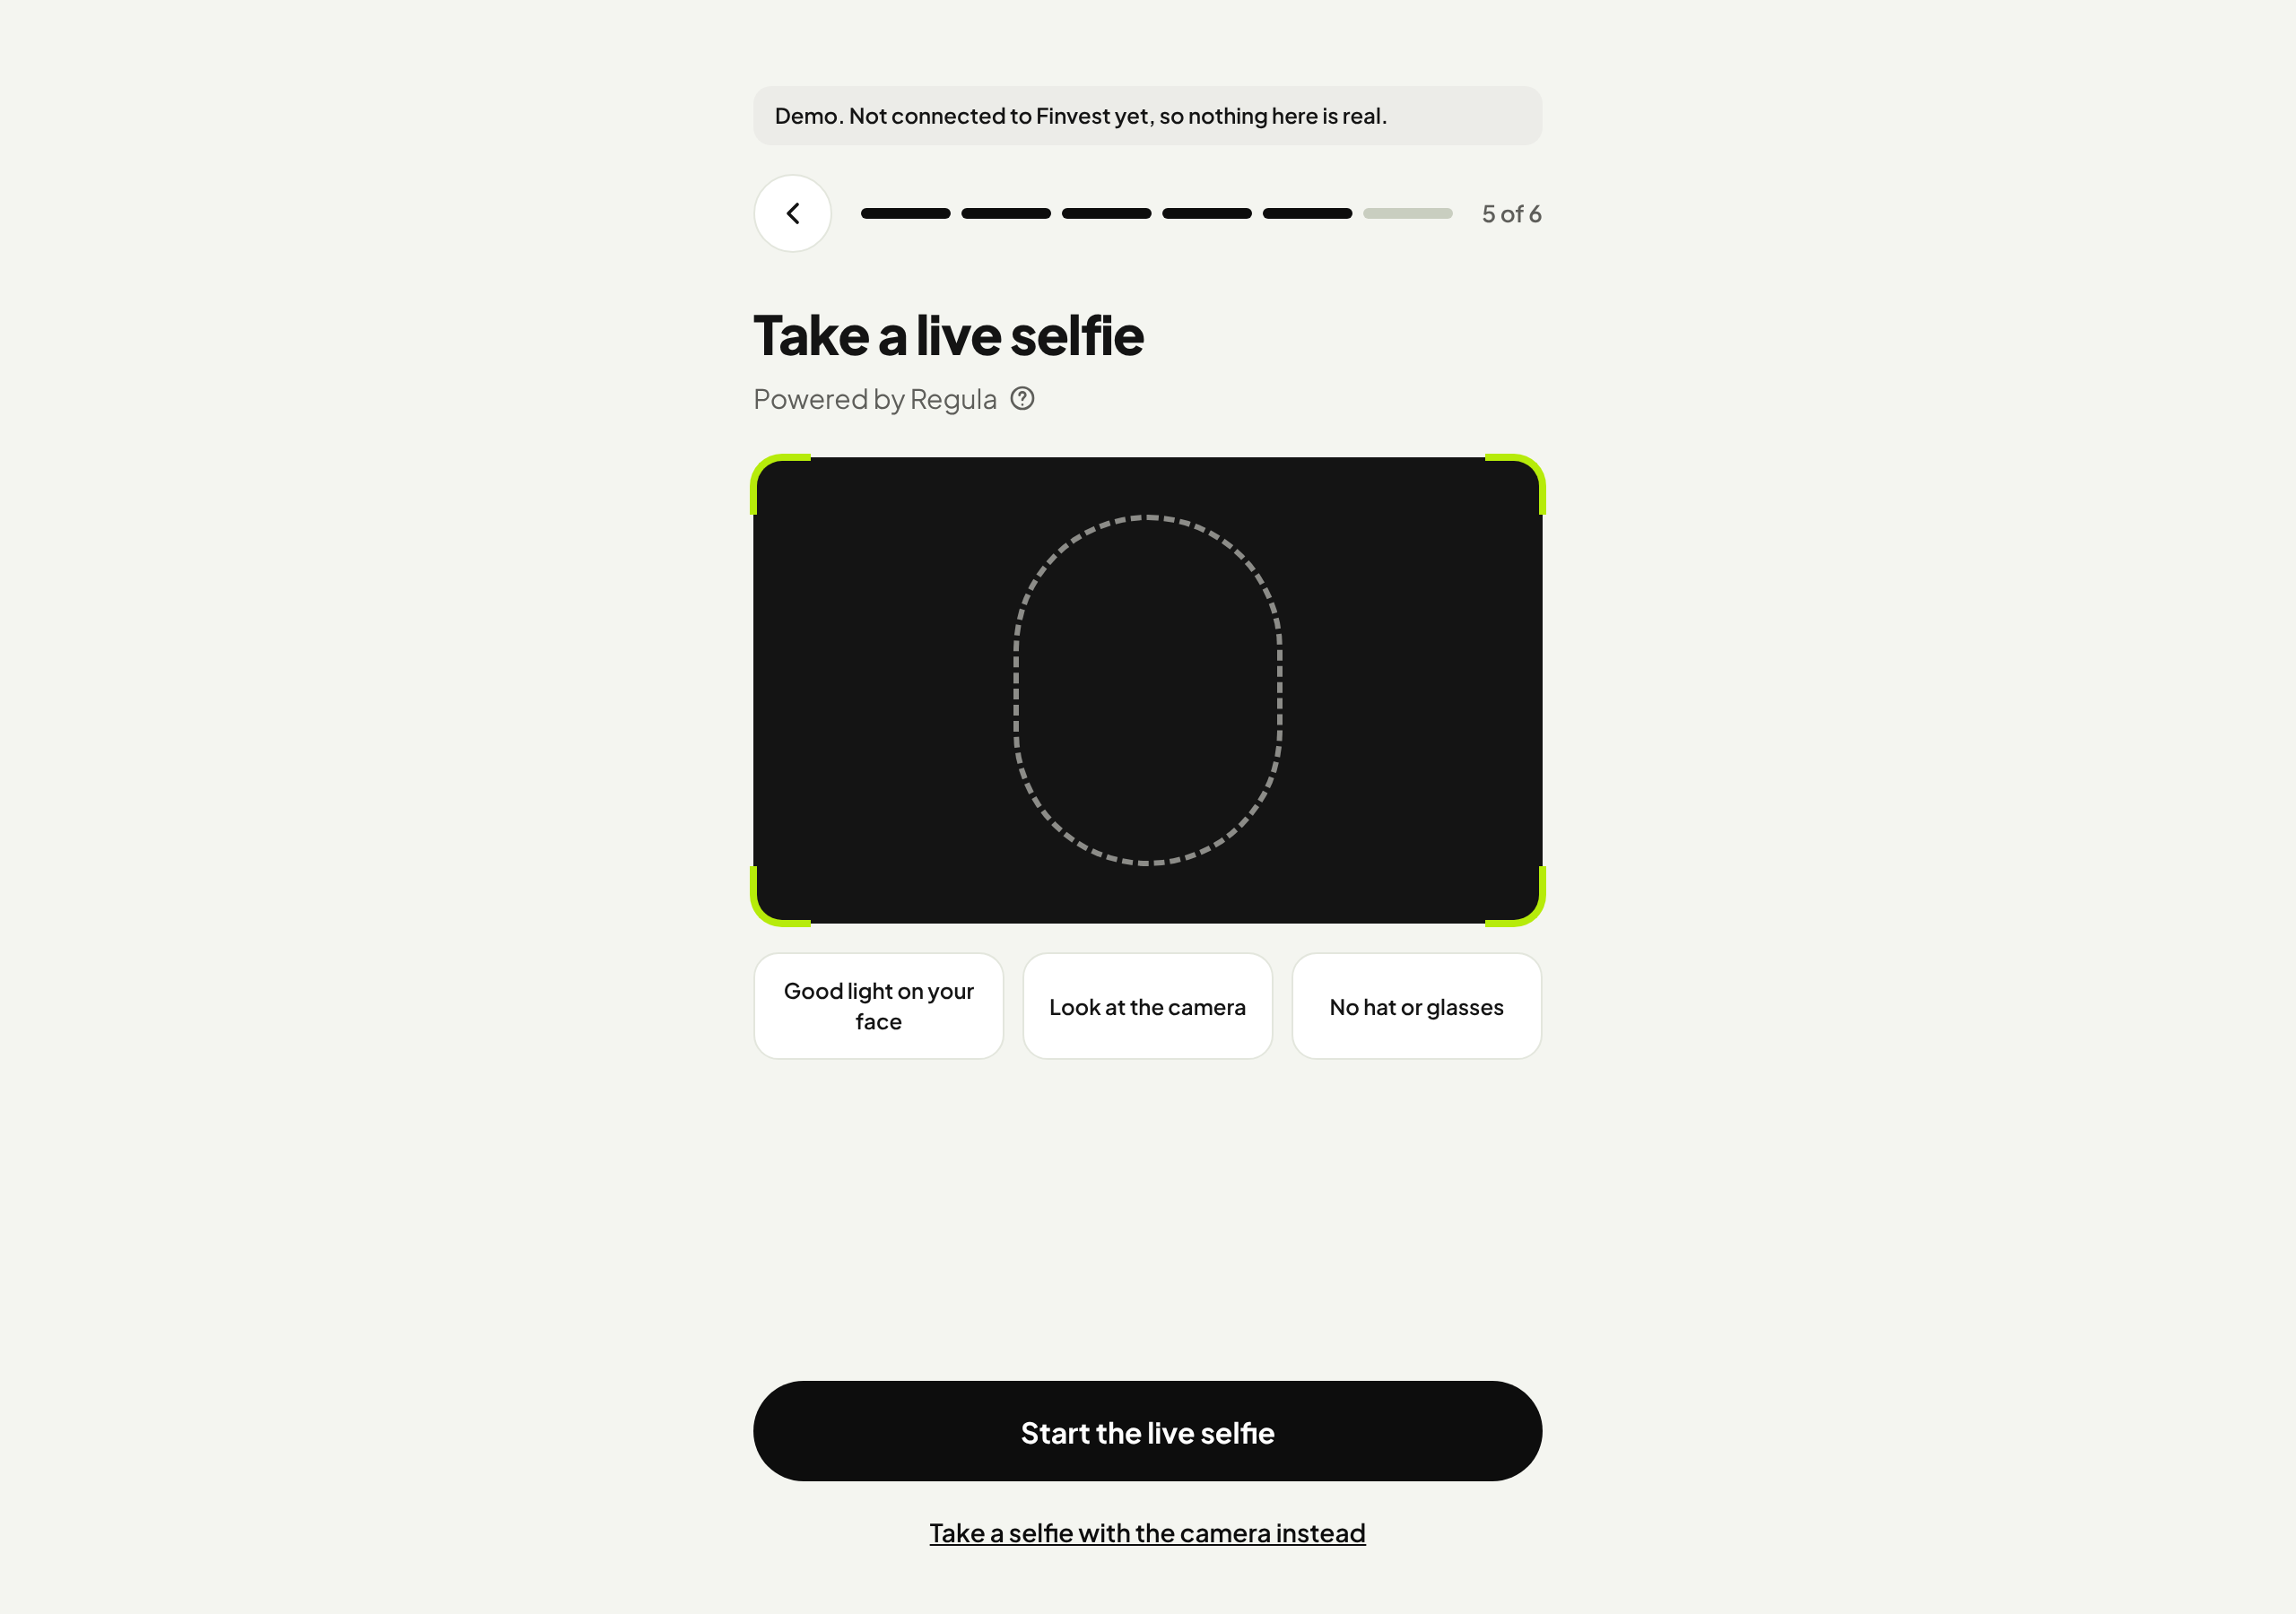 Demo. Not connected to Finvest yet, so nothing here is real.
5 of 6
Take a live selfie
Powered by Regula
Good light on your
face
Look at the camera
No hat or glasses
Start the live selfie
Take a selfie with the camera instead